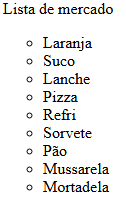 Lista de mercado
Laranja
Suco
Lanche
Pizza
Refri
Sorvete
Pão
Mussarela
Mortadela